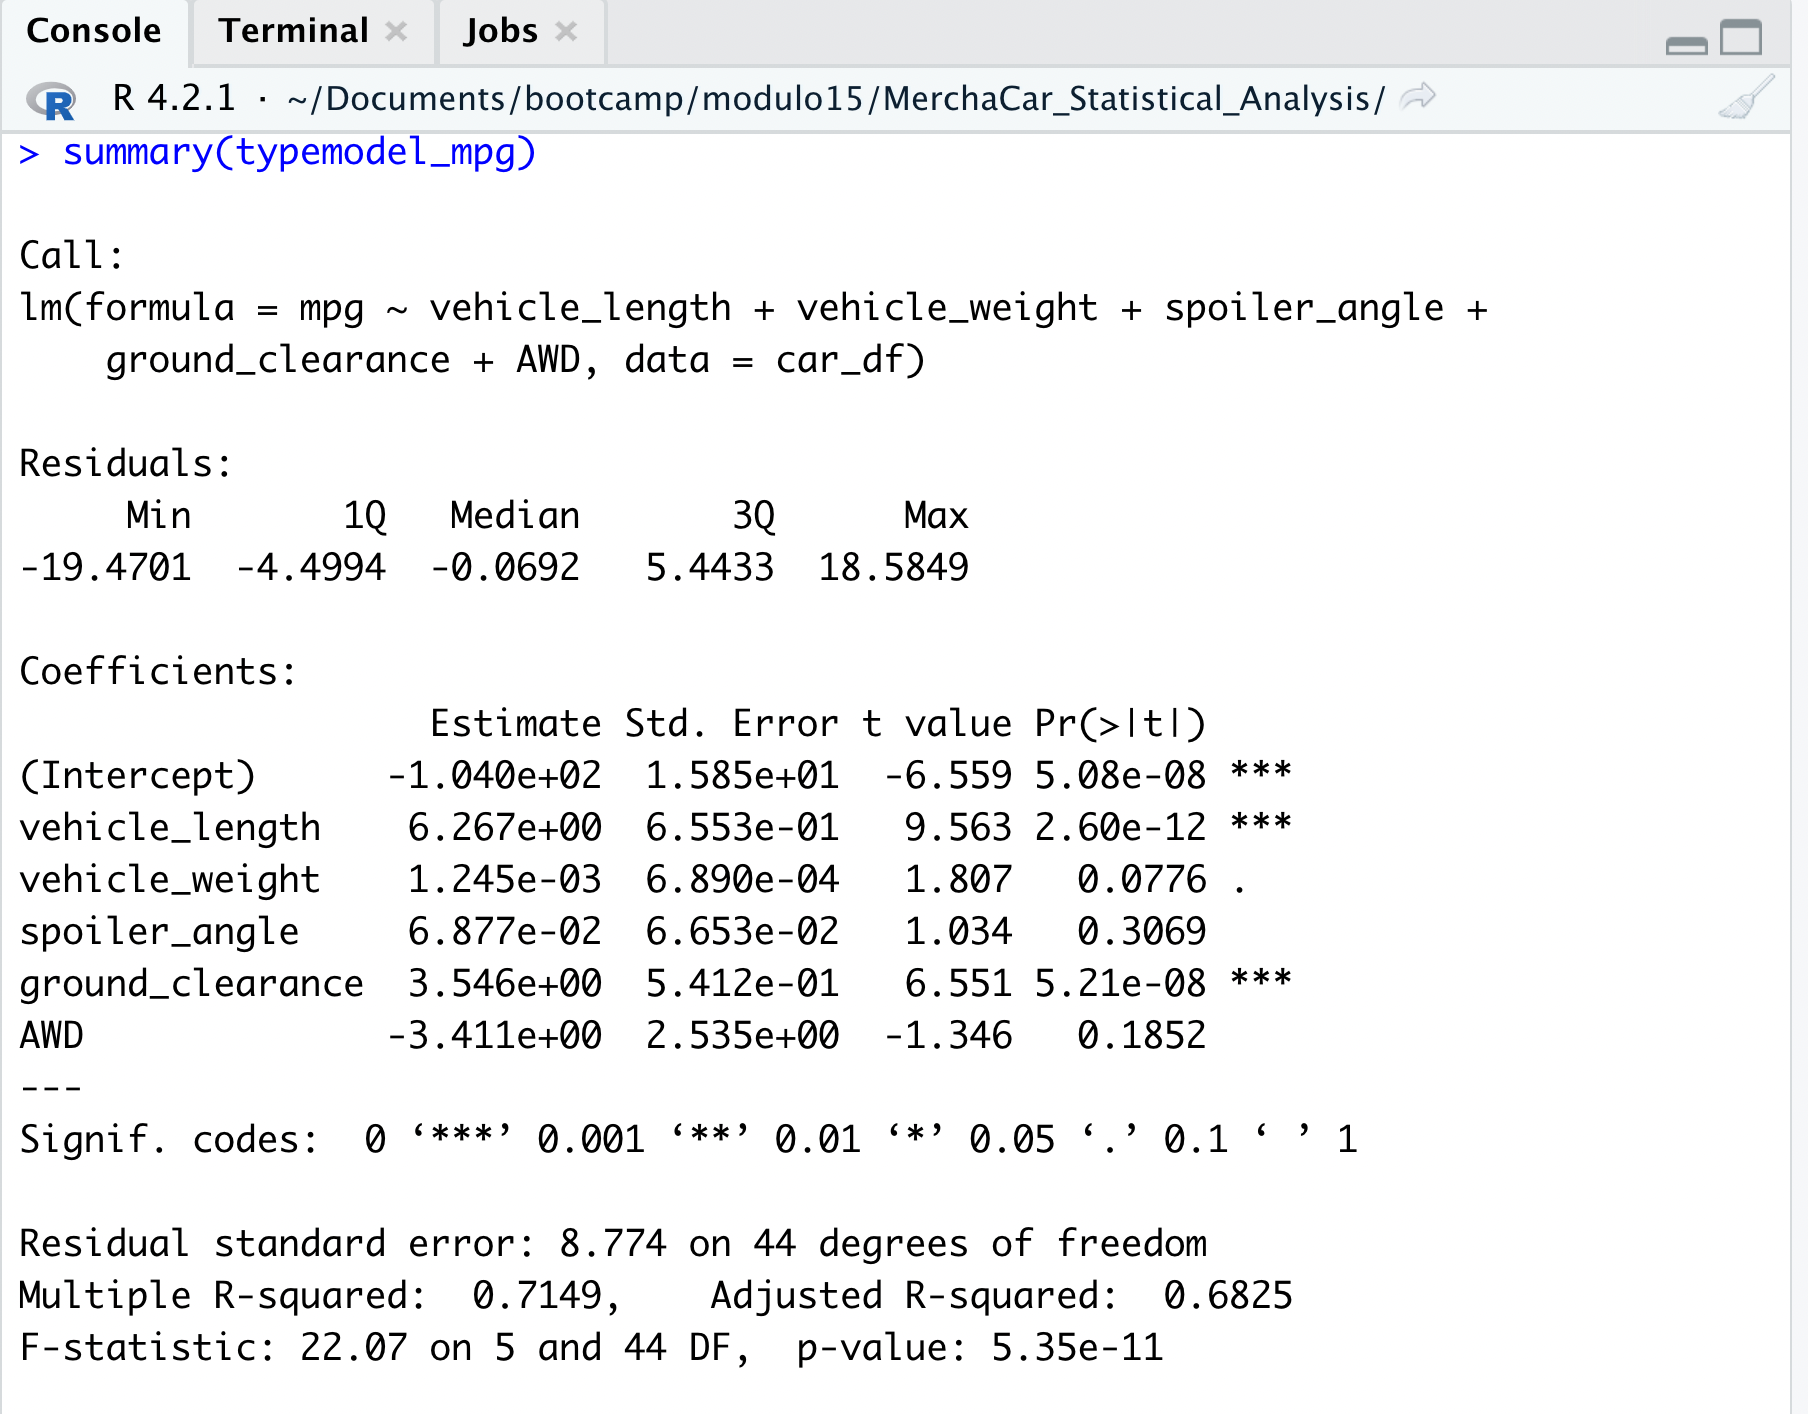 Console Terminal Jobs
R R 4.2.1 · ~/Documents/bootcamp/modulo15/MerchaCar_Statistical_Analysis/
> summary(typemodel_mpg)
Call:
lm(formula = mpg ~ vehicle_length + vehicle_weight + spoiler_angle +
    ground_clearance + AWD, data = car_df)
Residuals:
     Min       1Q   Median       3Q      Max
-19.4701  -4.4994  -0.0692   5.4433  18.5849
Coefficients:
                   Estimate Std. Error t value Pr(>|t|)
(Intercept)      -1.040e+02  1.585e+01  -6.559 5.08e-08 ***
vehicle_length    6.267e+00  6.553e-01   9.563 2.60e-12 ***
vehicle_weight    1.245e-03  6.890e-04   1.807   0.0776 .
spoiler_angle     6.877e-02  6.653e-02   1.034   0.3069
ground_clearance  3.546e+00  5.412e-01   6.551 5.21e-08 ***
AWD              -3.411e+00  2.535e+00  -1.346   0.1852
---
Signif. codes:  0 ‘***’ 0.001 ‘**’ 0.01 ‘*’ 0.05 ‘.’ 0.1 ‘ ’ 1
Residual standard error: 8.774 on 44 degrees of freedom
Multiple R-squared:  0.7149,    Adjusted R-squared:  0.6825
F-statistic: 22.07 on 5 and 44 DF,  p-value: 5.35e-11